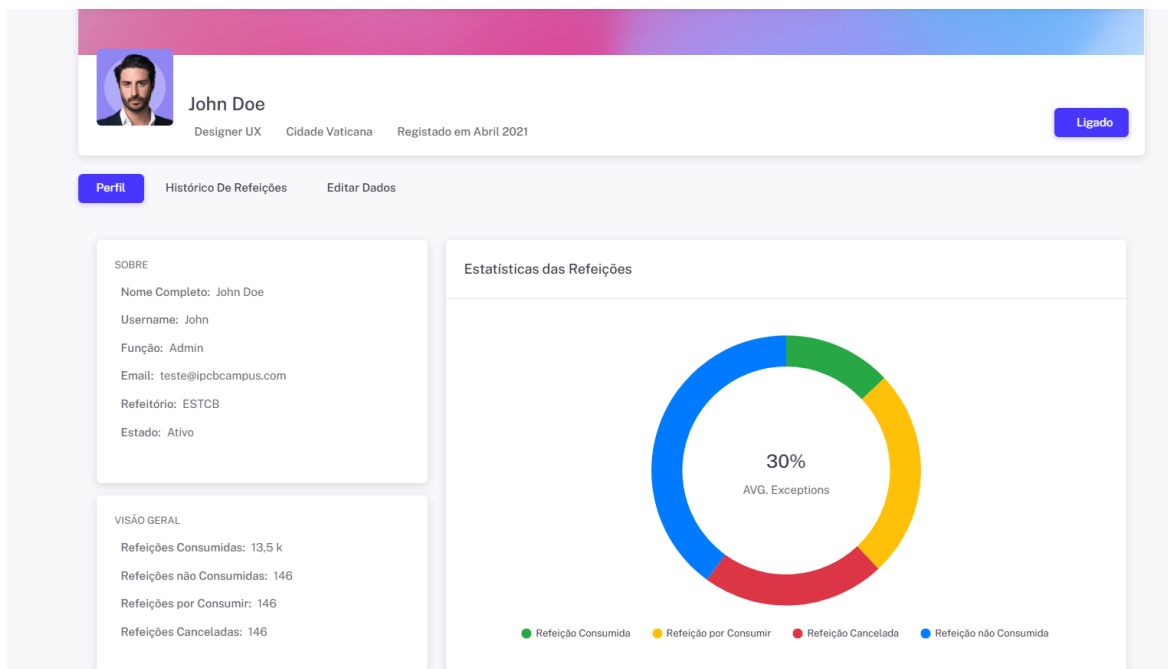 John Doe
Designer UX Cidade Vaticana Registado em Abril 2021
Ligado
Perfil Histórico De Refeições Editar Dados
SOBRE
Nome Completo: John Doe
Username: John
Função: Admin
Email: teste@ipcbcampus.com
Refeitório: ESTCB
Estado: Ativo
VISÃO GERAL
Refeições Consumidas: 13,5 k
Refeições não Consumidas: 146
Refeições por Consumir: 146
Refeições Canceladas: 146
Estatísticas das Refeições
30%
AVG. Exceptions
Refeição Consumida Refeição por Consumir Refeição Cancelada Refeição não Consumida